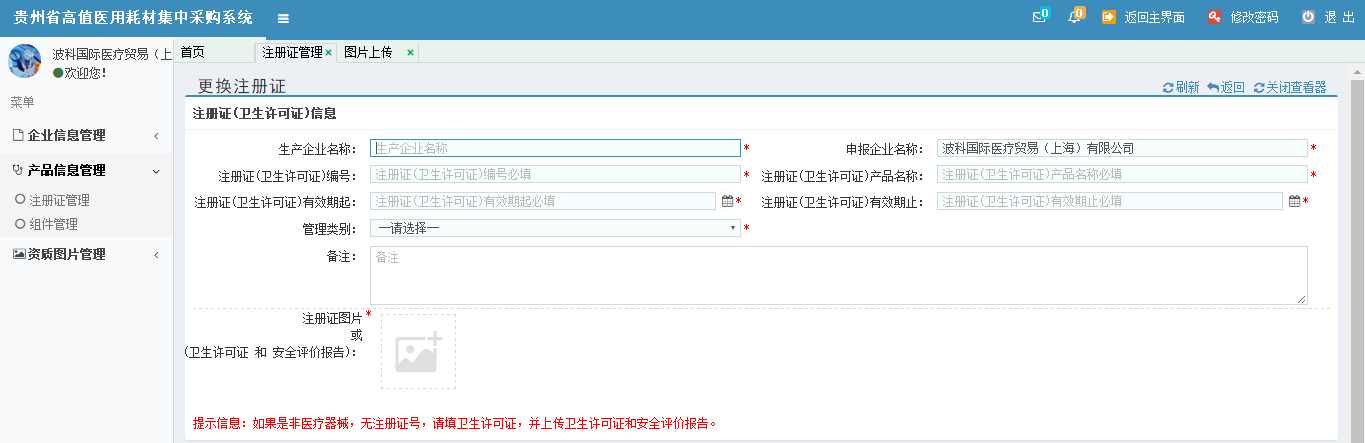 贵州省高值医用耗材集中采购系统 0 0 返回主界面 修改密码 退 出
波科国际医疗贸易（上
欢迎您！
首页 注册证管理 × 图片上传 ×
菜单
企业信息管理
产品信息管理
注册证管理
组件管理
资质图片管理
更换注册证 刷新 返回 关闭查看器
注册证(卫生许可证)信息
生产企业名称： 生产企业名称 * 申报企业名称： 波科国际医疗贸易（上海）有限公司 *
注册证(卫生许可证)编号： 注册证(卫生许可证)编号必填 * 注册证(卫生许可证)产品名称： 注册证(卫生许可证)产品名称必填 *
注册证(卫生许可证)有效期起： 注册证(卫生许可证)有效期起必填 * 注册证(卫生许可证)有效期止： 注册证(卫生许可证)有效期止必填 *
管理类别： —请选择— *
备注： 备注
注册证图片 *
或
(卫生许可证 和 安全评价报告)：
提示信息：如果是非医疗器械，无注册证号，请填卫生许可证，并上传卫生许可证和安全评价报告。